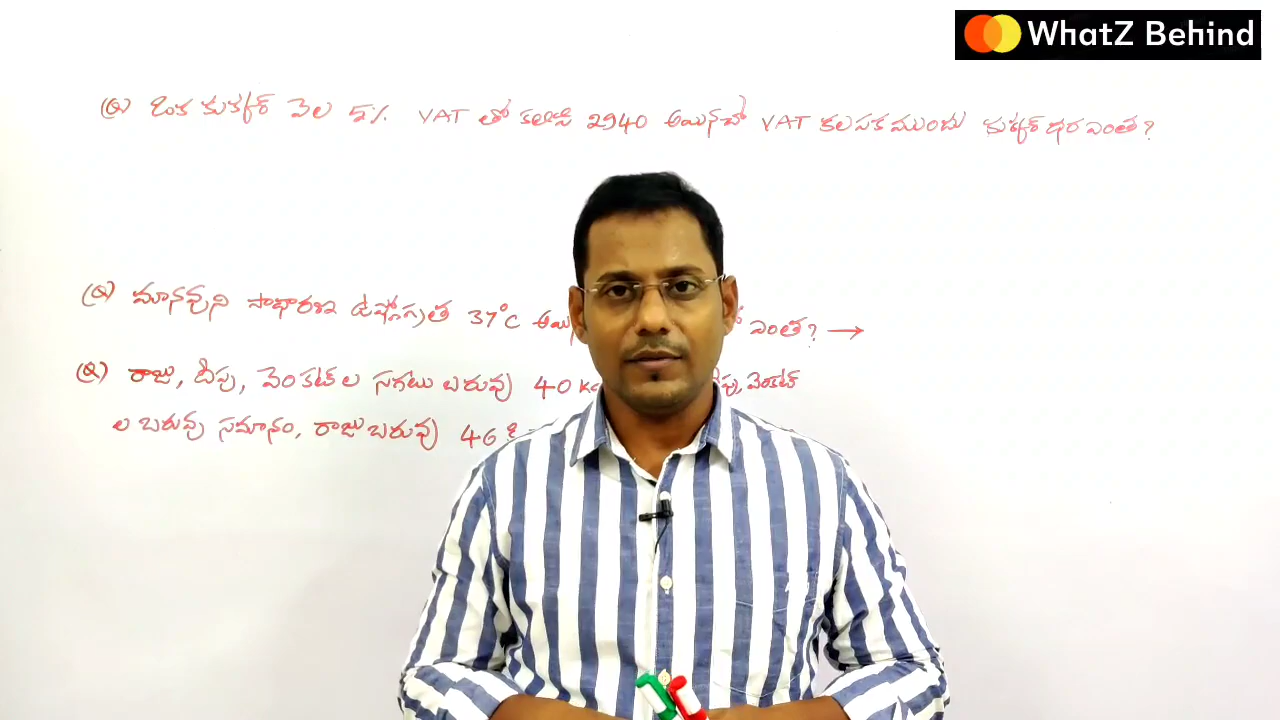 WhatZ Behind
(Q) ఒక కుక్కర్ వెల 5% VAT తో కలిపి 2940 అయినచో VAT కలపక ముందు కుక్కర్ ధర ఎంత?
(Q) మానవుని సాధారణ ఉష్ణోగ్రత 37°C ఎంత? →
(Q) రాజు, దీపు, వెంకట్ ల సగటు బరువు 40 వెంకట్
ల బరువు సమానం, రాజు బరువు 46